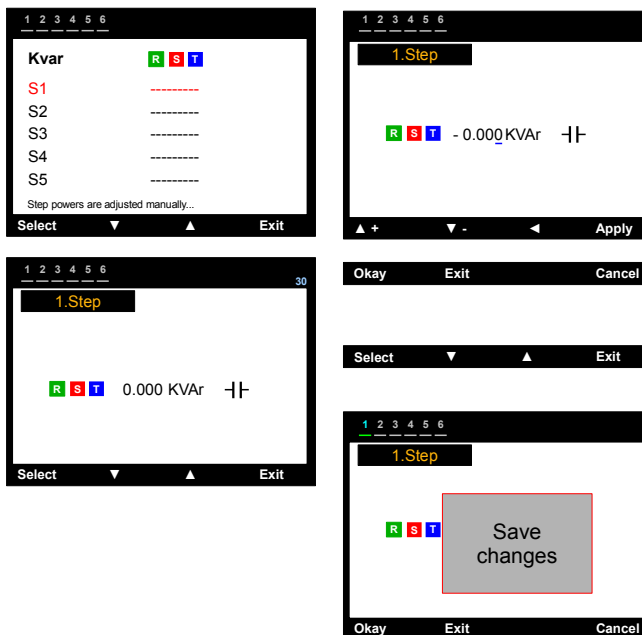 1 2 3 4 5 6
Kvar R S T
S1 ---------
S2 ---------
S3 ---------
S4 ---------
S5 ---------
Step powers are adjusted manually...
Select ▼ ▲ Exit
1 2 3 4 5 6
30
1.Step
R S T 0.000 KVAr
Select ▼ ▲ Exit
1 2 3 4 5 6
1.Step
R S T - 0.000 KVAr
▲ + ▼ - ◄ Apply
Okay Exit Cancel
Select ▼ ▲ Exit
1 2 3 4 5 6
1.Step
R S T
Save
changes
Okay Exit Cancel